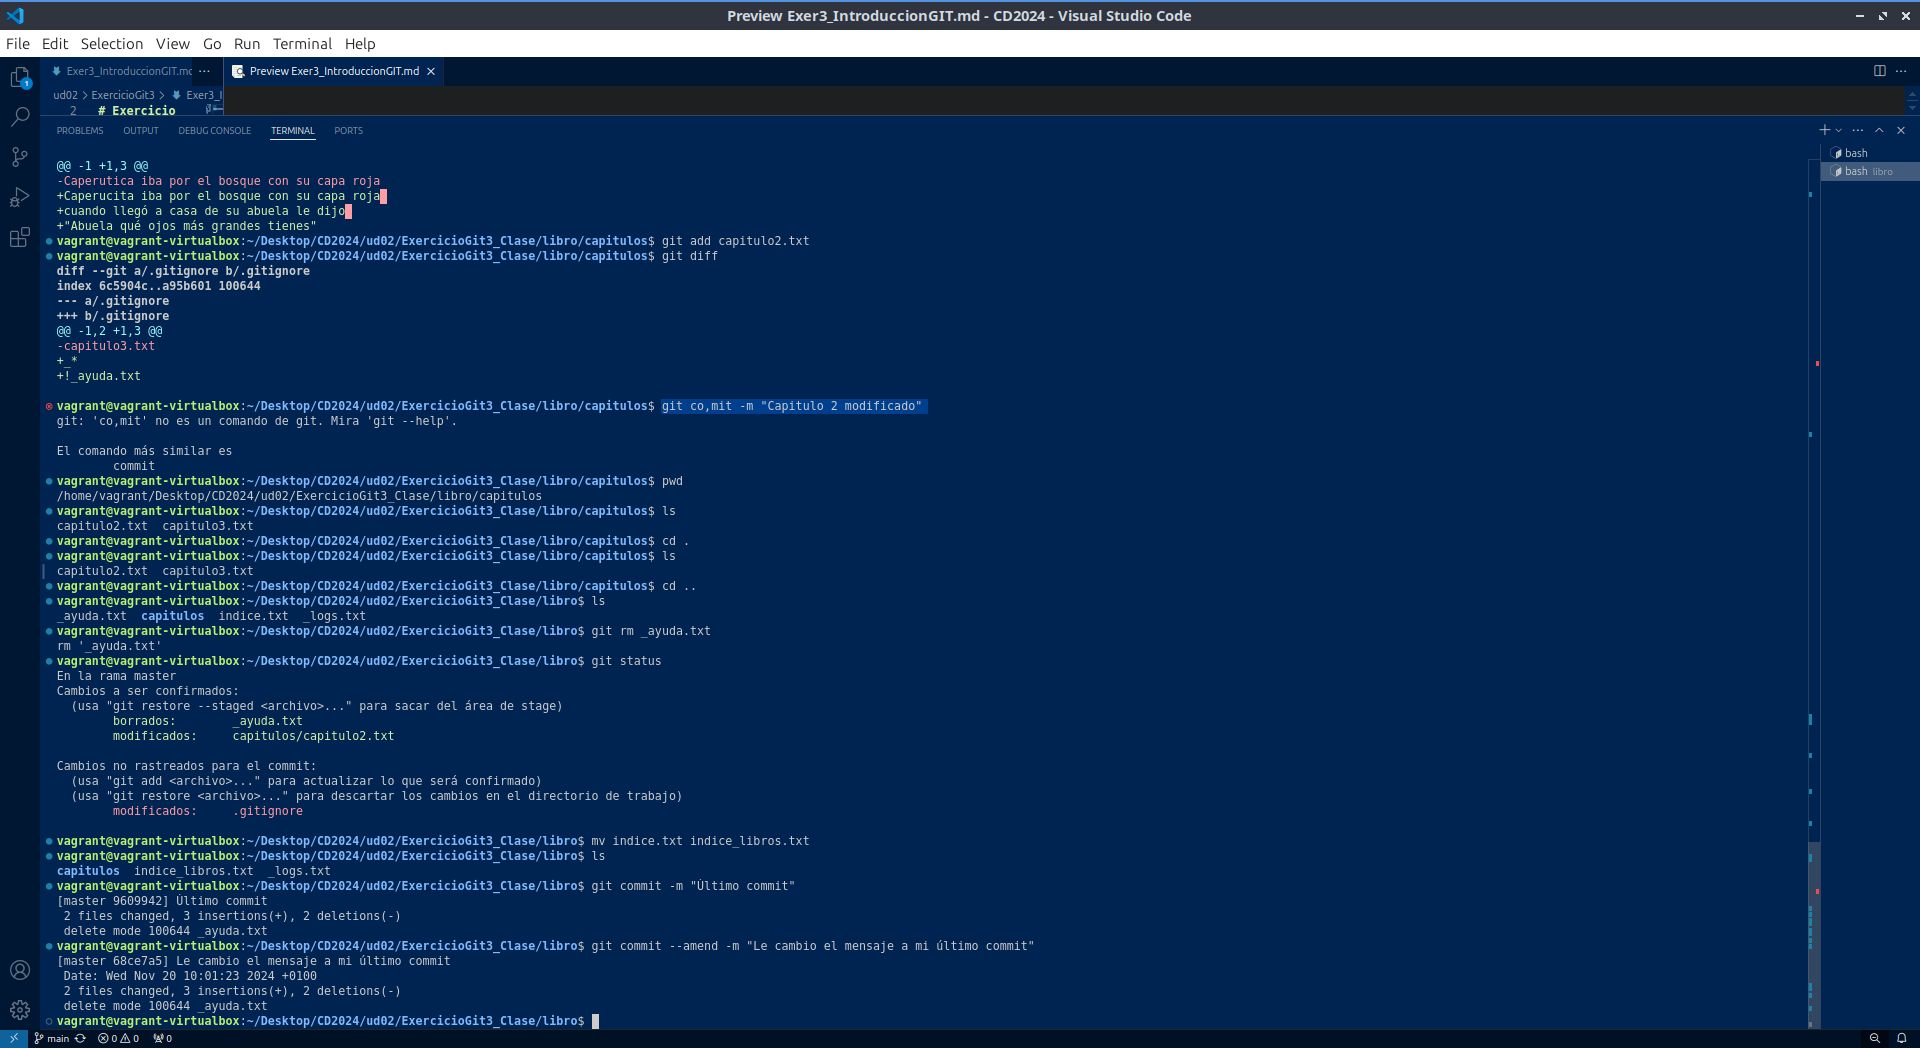 Preview Exer3_IntroduccionGIT.md - CD2024 - Visual Studio Code
File Edit Selection View Go Run Terminal Help
Exer3_IntroduccionGIT.mc ···
Preview Exer3_IntroduccionGIT.md
ud02 > ExercicioGit3 > Exer3_I
2 # Exercicio
PROBLEMS OUTPUT DEBUG CONSOLE TERMINAL PORTS
bash
bash libro
@@ -1 +1,3 @@
-Caperutica iba por el bosque con su capa roja
+Caperucita iba por el bosque con su capa roja
+cuando llegó a casa de su abuela le dijo
+"Abuela qué ojos más grandes tienes"
vagrant@vagrant-virtualbox:~/Desktop/CD2024/ud02/ExercicioGit3_Clase/libro/capitulos$ git add capitulo2.txt
vagrant@vagrant-virtualbox:~/Desktop/CD2024/ud02/ExercicioGit3_Clase/libro/capitulos$ git diff
diff --git a/.gitignore b/.gitignore
index 6c5904c..a95b601 100644
--- a/.gitignore
+++ b/.gitignore
@@ -1,2 +1,3 @@
-capitulo3.txt
+_*
+!_ayuda.txt
vagrant@vagrant-virtualbox:~/Desktop/CD2024/ud02/ExercicioGit3_Clase/libro/capitulos$ git co,mit -m "Capitulo 2 modificado"
git: 'co,mit' no es un comando de git. Mira 'git --help'.
El comando más similar es
commit
vagrant@vagrant-virtualbox:~/Desktop/CD2024/ud02/ExercicioGit3_Clase/libro/capitulos$ pwd
/home/vagrant/Desktop/CD2024/ud02/ExercicioGit3_Clase/libro/capitulos
vagrant@vagrant-virtualbox:~/Desktop/CD2024/ud02/ExercicioGit3_Clase/libro/capitulos$ ls
capitulo2.txt capitulo3.txt
vagrant@vagrant-virtualbox:~/Desktop/CD2024/ud02/ExercicioGit3_Clase/libro/capitulos$ cd .
vagrant@vagrant-virtualbox:~/Desktop/CD2024/ud02/ExercicioGit3_Clase/libro/capitulos$ ls
capitulo2.txt capitulo3.txt
vagrant@vagrant-virtualbox:~/Desktop/CD2024/ud02/ExercicioGit3_Clase/libro/capitulos$ cd ..
vagrant@vagrant-virtualbox:~/Desktop/CD2024/ud02/ExercicioGit3_Clase/libro$ ls
_ayuda.txt capitulos indice.txt _logs.txt
vagrant@vagrant-virtualbox:~/Desktop/CD2024/ud02/ExercicioGit3_Clase/libro$ git rm _ayuda.txt
rm '_ayuda.txt'
vagrant@vagrant-virtualbox:~/Desktop/CD2024/ud02/ExercicioGit3_Clase/libro$ git status
En la rama master
Cambios a ser confirmados:
(usa "git restore --staged <archivo>..." para sacar del área de stage)
borrados: _ayuda.txt
modificados: capitulos/capitulo2.txt
Cambios no rastreados para el commit:
(usa "git add <archivo>..." para actualizar lo que será confirmado)
(usa "git restore <archivo>..." para descartar los cambios en el directorio de trabajo)
modificados: .gitignore
vagrant@vagrant-virtualbox:~/Desktop/CD2024/ud02/ExercicioGit3_Clase/libro$ mv indice.txt indice_libros.txt
vagrant@vagrant-virtualbox:~/Desktop/CD2024/ud02/ExercicioGit3_Clase/libro$ ls
capitulos indice_libros.txt _logs.txt
vagrant@vagrant-virtualbox:~/Desktop/CD2024/ud02/ExercicioGit3_Clase/libro$ git commit -m "Último commit"
[master 9609942] Último commit
2 files changed, 3 insertions(+), 2 deletions(-)
delete mode 100644 _ayuda.txt
vagrant@vagrant-virtualbox:~/Desktop/CD2024/ud02/ExercicioGit3_Clase/libro$ git commit --amend -m "Le cambio el mensaje a mi último commit"
[master 68ce7a5] Le cambio el mensaje a mi último commit
Date: Wed Nov 20 10:01:23 2024 +0100
2 files changed, 3 insertions(+), 2 deletions(-)
delete mode 100644 _ayuda.txt
vagrant@vagrant-virtualbox:~/Desktop/CD2024/ud02/ExercicioGit3_Clase/libro$
main 0 0 0